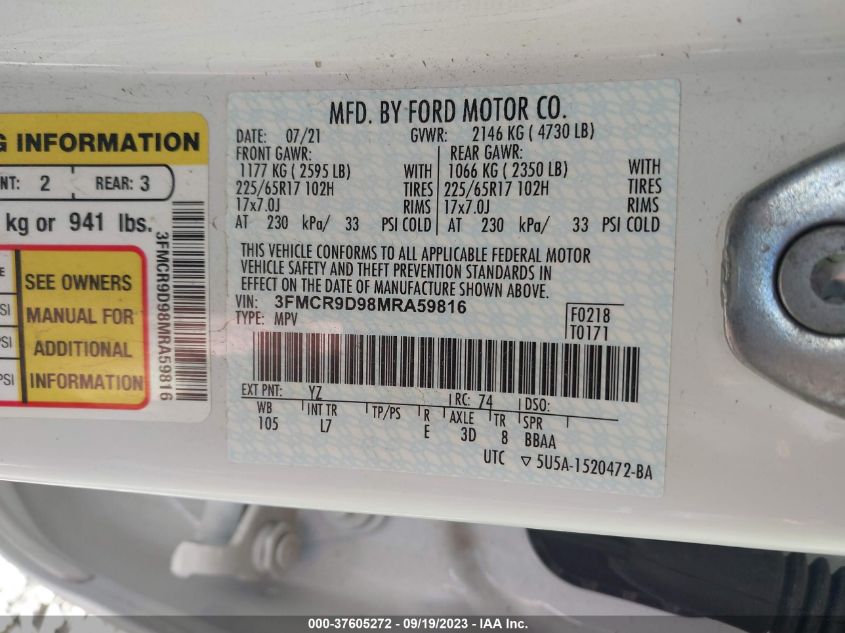 G INFORMATION
NT: 2 REAR: 3
kg or 941 lbs.
SEE OWNERS
MANUAL FOR
ADDITIONAL
INFORMATION
SI
PSI
PSI
3FMCR9D98MRA59816
MFD. BY FORD MOTOR CO.
DATE: 07/21 GVWR: 2146 KG ( 4730 LB)
FRONT GAWR: REAR GAWR:
1177 KG ( 2595 LB) WITH 1066 KG ( 2350 LB) WITH
225/65R17 102H TIRES 225/65R17 102H TIRES
17x7.0J RIMS 17x7.0J RIMS
AT 230 kPa/ 33 PSI COLD AT 230 kPa/ 33 PSI COLD
THIS VEHICLE CONFORMS TO ALL APPLICABLE FEDERAL MOTOR
VEHICLE SAFETY AND THEFT PREVENTION STANDARDS IN
EFFECT ON THE DATE OF MANUFACTURE SHOWN ABOVE.
VIN: 3FMCR9D98MRA59816 F0218
TYPE: MPV T0171
EXT PNT: YZ RC: 74 DSO:
WB INT TR TP/PS R AXLE TR SPR
105 L7 E 3D 8 BBAA
UTC ▽ 5U5A-1520472-BA
000-37605272 - 09/19/2023 - IAA Inc.